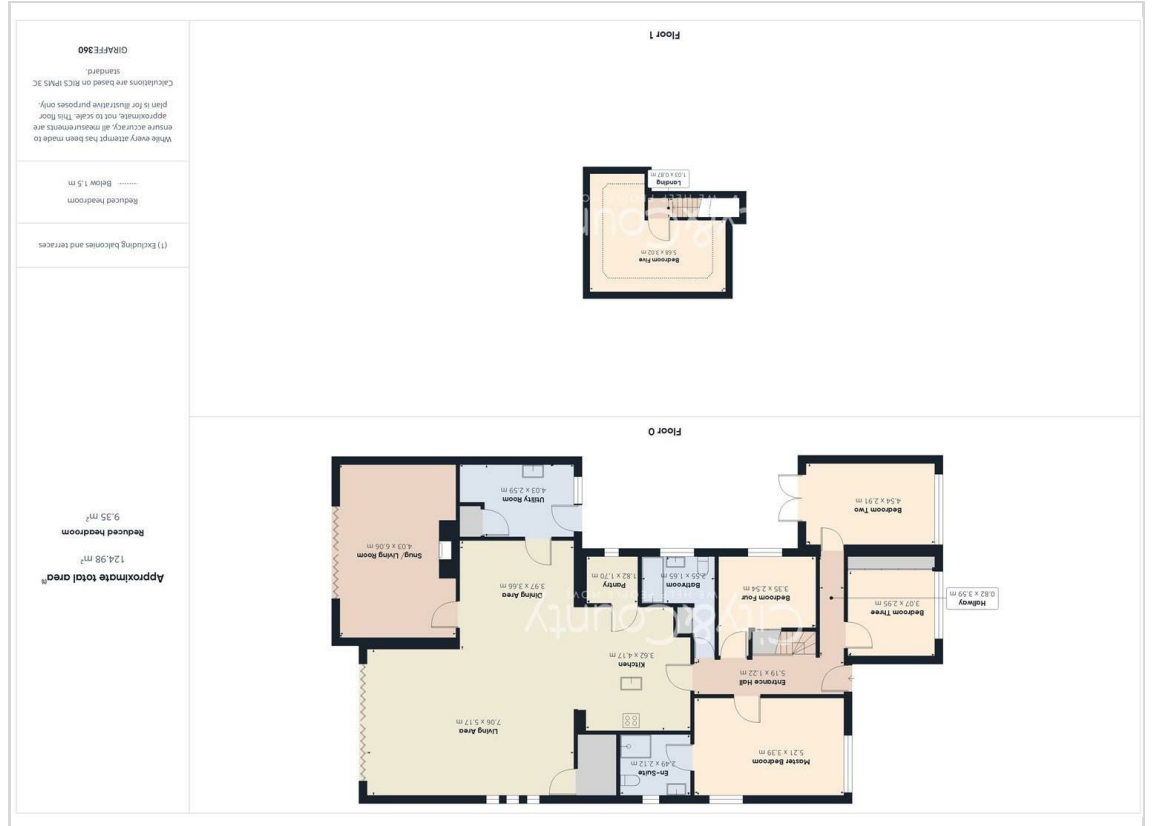 Floor 0
Master Bedroom
5.21 x 3.39 m
En-Suite
2.49 x 2.12 m
Living Area
7.06 x 5.17 m
Entrance Hall
5.19 x 1.22 m
Kitchen
3.62 x 4.17 m
Hallway
0.82 x 3.59 m
Bedroom Three
3.07 x 2.95 m
Bedroom Four
3.35 x 2.54 m
Bathroom
2.55 x 1.65 m
Pantry
1.82 x 1.70 m
Dining Area
3.97 x 3.66 m
Snug/ Living Room
4.03 x 6.06 m
Bedroom Two
4.54 x 2.91 m
Utility Room
4.03 x 2.59 m
City&County
Floor 1
Bedroom Five
5.68 x 3.02 m
Landing
1.03 x 0.87 m
Approximate total area(1)
124.98 m²
Reduced headroom
9.35 m²
(1) Excluding balconies and terraces
Reduced headroom
Below 1.5 m
While every attempt has been made to
ensure accuracy, all measurements are
approximate, not to scale. This floor
plan is for illustrative purposes only.
Calculations are based on RICS IPMS 3C
standard.
GIRAFFE360